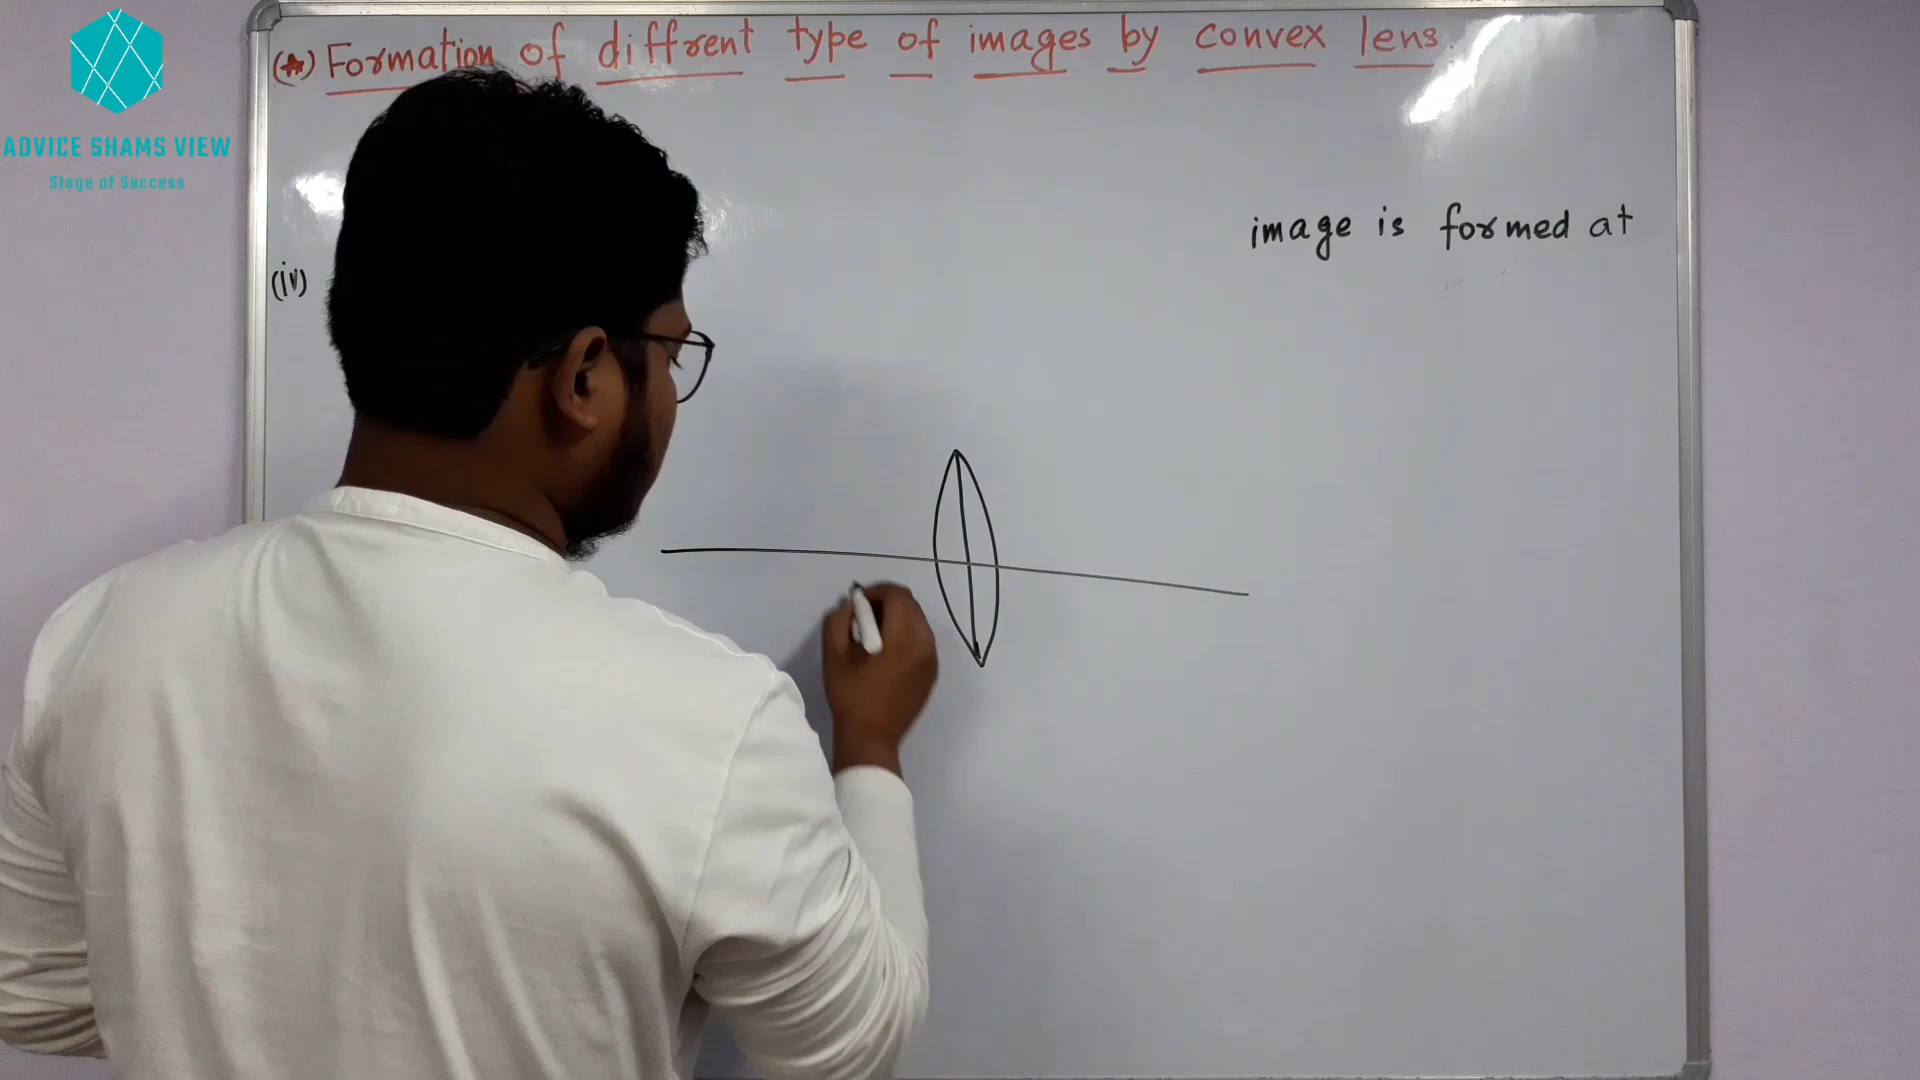 (*) Formation of diffrent type of images by convex lens.
ADVICE SHAMS VIEW
Stage of Success
image is formed at
(iv)